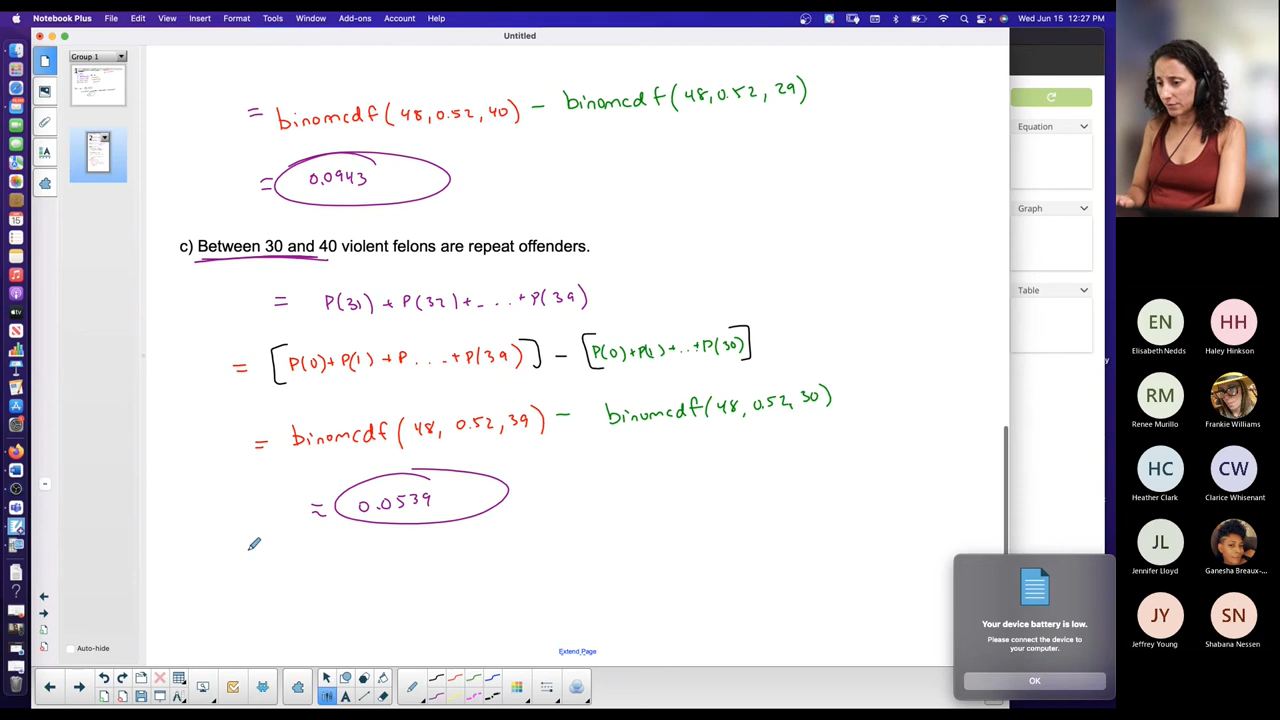 Notebook Plus File Edit View Insert Format Tools Window Add-ons Account Help Wed Jun 15 12:27 PM
Untitled
Group 1
= binomcdf(48,0.52,40) - binomcdf(48,0.52,29)
= 0.0943
c) Between 30 and 40 violent felons are repeat offenders.
= P(31) + P(32) + - . . . + P(39)
= [P(0)+P(1)+P....+P(39)] - [P(0)+P(1)+...+P(30)]
= binomcdf(48, 0.52, 39) - binomcdf(48, 0.52, 30)
≈ 0.0539
Extend Page
Auto-hide
Equation
Graph
Table
EN
Elisabeth Nedds
HH
Haley Hinkson
RM
Renee Murillo
Frankie Williams
HC
Heather Clark
CW
Clarice Whisenant
JL
Jennifer Lloyd
Ganesha Breaux-...
JY
Jeffrey Young
SN
Shabana Nessen
Your device battery is low.
Please connect the device to
your computer.
OK